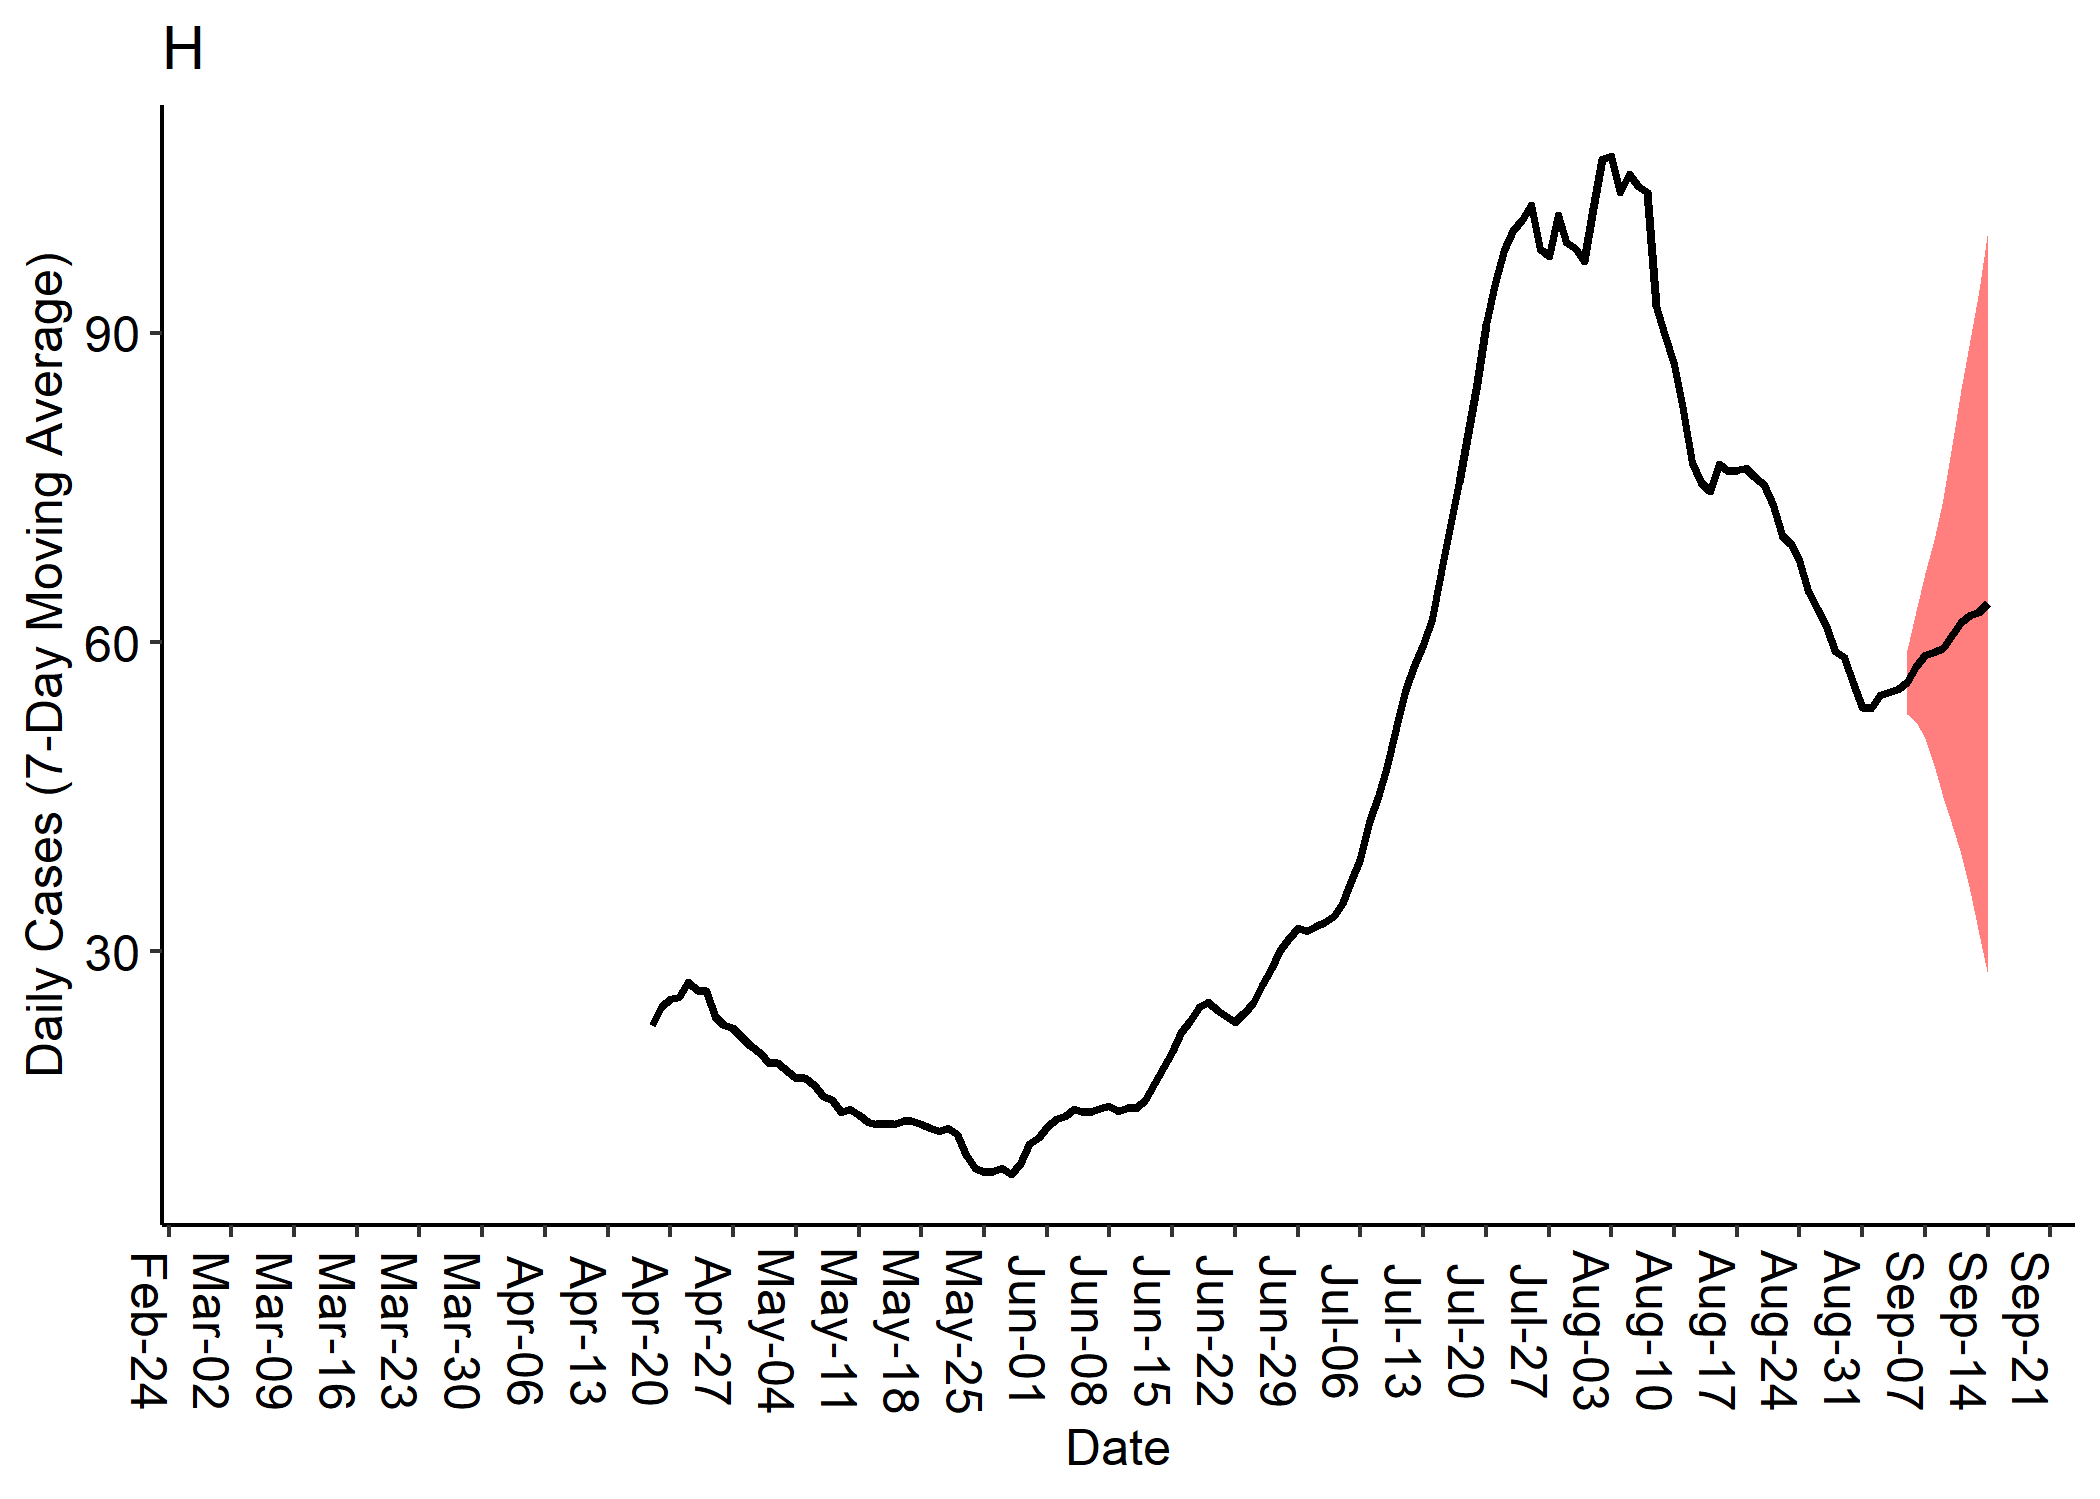 H
Daily Cases (7-Day Moving Average)
90
60
30
Feb-24
Mar-02
Mar-09
Mar-16
Mar-23
Mar-30
Apr-06
Apr-13
Apr-20
Apr-27
May-04
May-11
May-18
May-25
Jun-01
Jun-08
Jun-15
Jun-22
Jun-29
Jul-06
Jul-13
Jul-20
Jul-27
Aug-03
Aug-10
Aug-17
Aug-24
Aug-31
Sep-07
Sep-14
Sep-21
Date